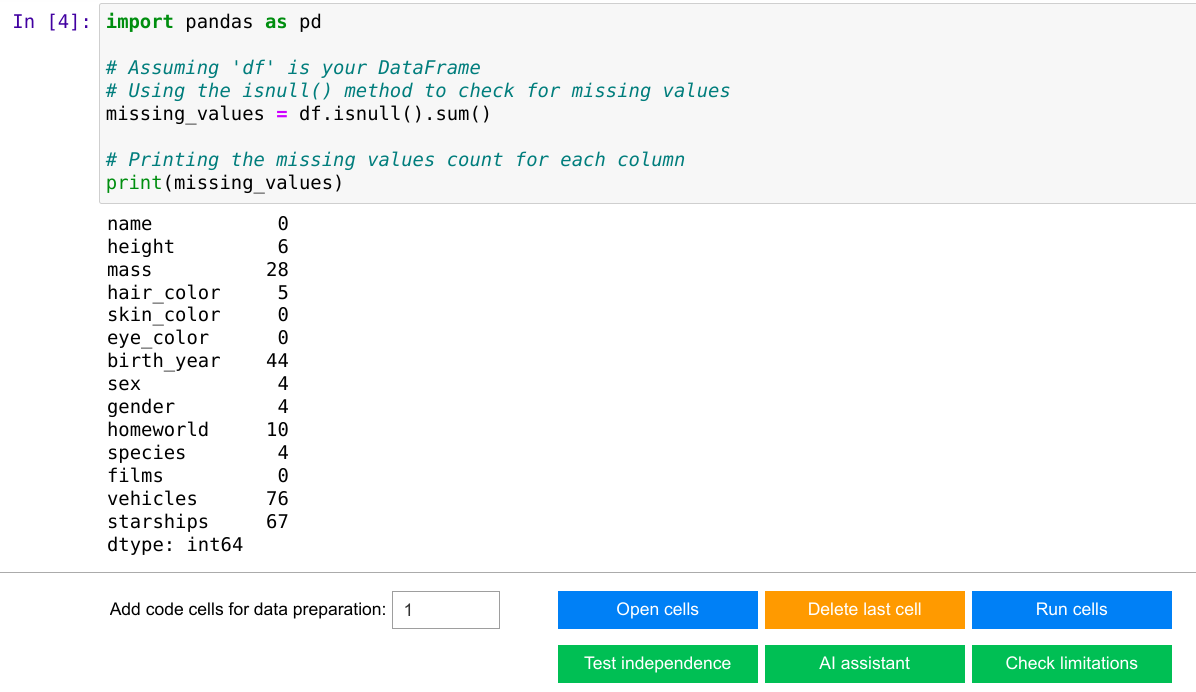 In [4]: import pandas as pd
# Assuming 'df' is your DataFrame
# Using the isnull() method to check for missing values
missing_values = df.isnull().sum()
# Printing the missing values count for each column
print(missing_values)
name 0
height 6
mass 28
hair_color 5
skin_color 0
eye_color 0
birth_year 44
sex 4
gender 4
homeworld 10
species 4
films 0
vehicles 76
starships 67
dtype: int64
Add code cells for data preparation: 1 Open cells Delete last cell Run cells
Test independence AI assistant Check limitations